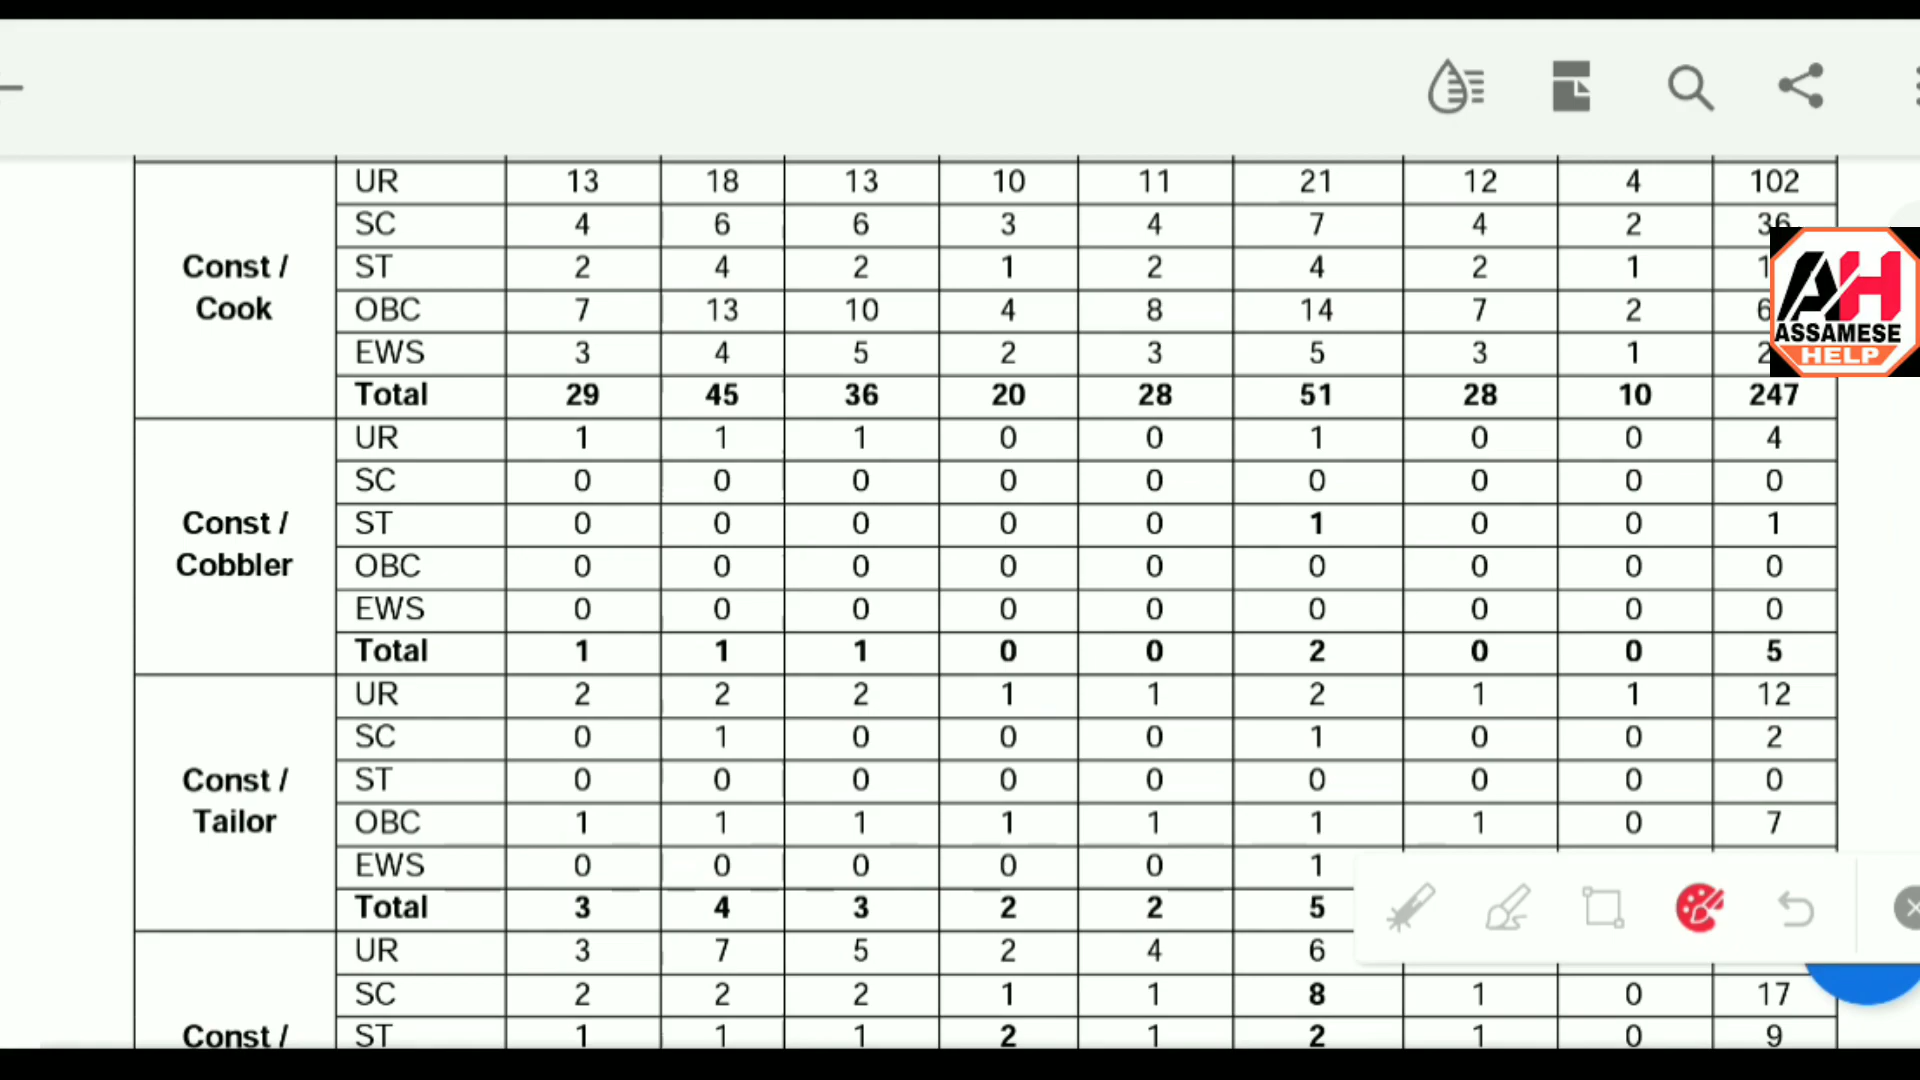 UR 13 18 13 10 11 21 12 4 102
SC 4 6 6 3 4 7 4 2 36
Const / Cook
ST 2 4 2 1 2 4 2 1
OBC 7 13 10 4 8 14 7 2
EWS 3 4 5 2 3 5 3 1
Total 29 45 36 20 28 51 28 10 247
AH
ASSAMESE
HELP
UR 1 1 1 0 0 1 0 0 4
SC 0 0 0 0 0 0 0 0 0
Const / Cobbler
ST 0 0 0 0 0 1 0 0 1
OBC 0 0 0 0 0 0 0 0 0
EWS 0 0 0 0 0 0 0 0 0
Total 1 1 1 0 0 2 0 0 5
UR 2 2 2 1 1 2 1 1 12
SC 0 1 0 0 0 1 0 0 2
Const / Tailor
ST 0 0 0 0 0 0 0 0 0
OBC 1 1 1 1 1 1 1 0 7
EWS 0 0 0 0 0 1
Total 3 4 3 2 2 5
UR 3 7 5 2 4 6
SC 2 2 2 1 1 8 1 0 17
Const /
ST 1 1 1 2 1 2 1 0 9